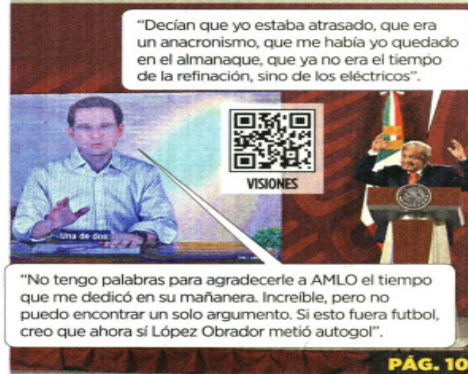 “Decían que yo estaba atrasado, que era
un anacronismo, que me había yo quedado
en el almanaque, que ya no era el tiempo
de la refinación, sino de los eléctricos”.
VISIONES
Una de dos:
“No tengo palabras para agradecerle a AMLO el tiempo
que me dedicó en su mañanera. Increíble, pero no
puedo encontrar un solo argumento. Si esto fuera futbol,
creo que ahora sí López Obrador metió autogol”.
PÁG. 10